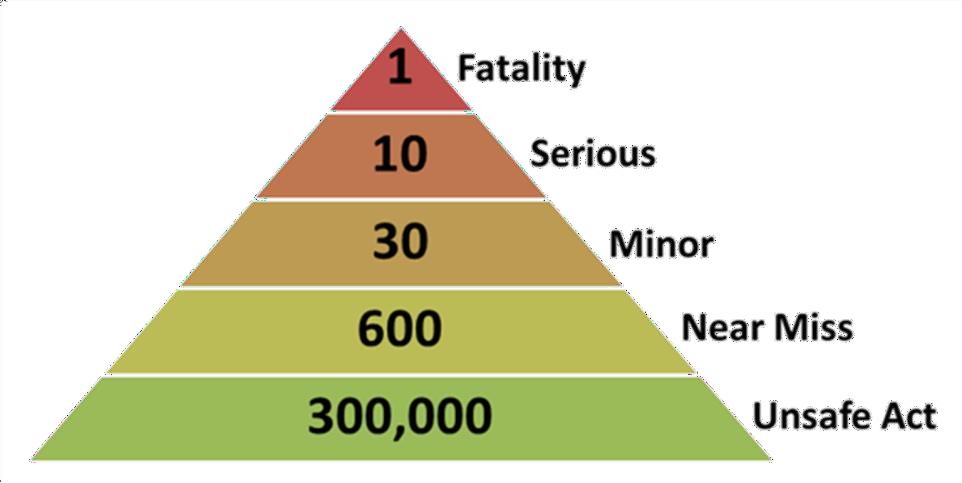 1 Fatality
10 Serious
30 Minor
600 Near Miss
300,000 Unsafe Act